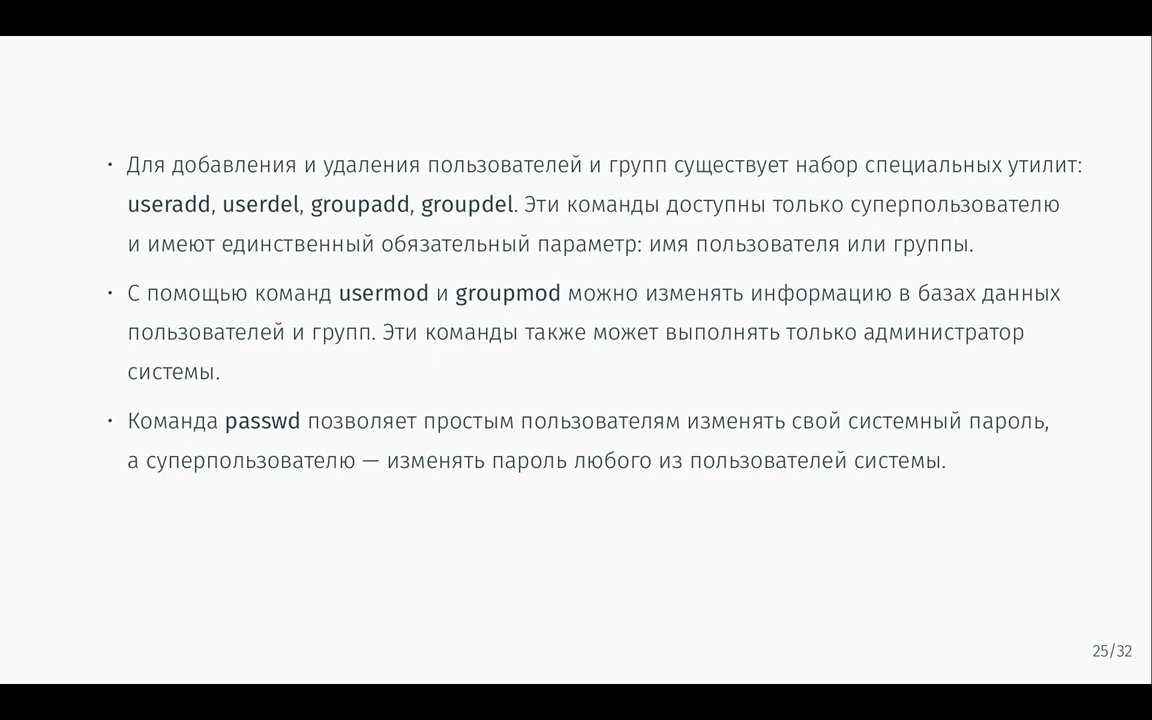 • Для добавления и удаления пользователей и групп существует набор специальных утилит:
useradd, userdel, groupadd, groupdel. Эти команды доступны только суперпользователю
и имеют единственный обязательный параметр: имя пользователя или группы.
• С помощью команд usermod и groupmod можно изменять информацию в базах данных
пользователей и групп. Эти команды также может выполнять только администратор
системы.
• Команда passwd позволяет простым пользователям изменять свой системный пароль,
а суперпользователю — изменять пароль любого из пользователей системы.
25/32